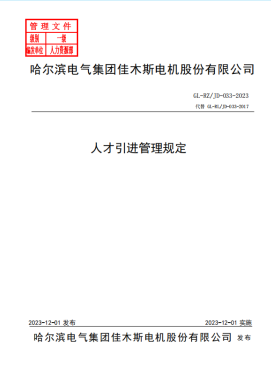 管理文件
级别 一级
编发单位 人力资源部
哈尔滨电气集团佳木斯电机股份有限公司
GL-RZ/JD-033-2023
代替 GL-RL/JD-033-2017
人才引进管理规定
2023-12-01 发布 2023-12-01 实施
哈尔滨电气集团佳木斯电机股份有限公司 发布